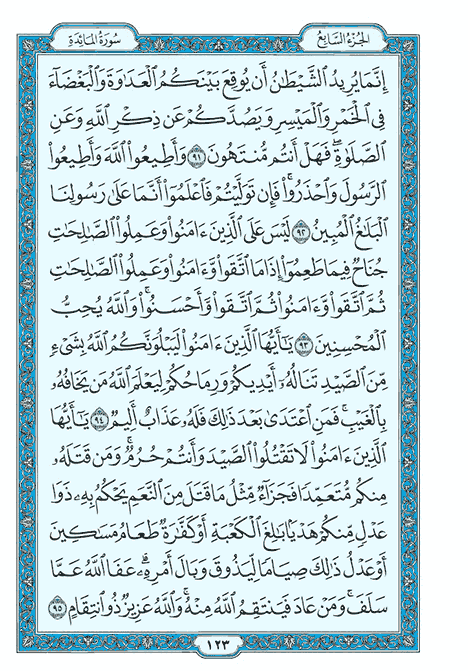 الجزء السابع
سورة المائدة
إِنَّمَا يُرِيدُ ٱلشَّيْطَٰنُ أَن يُوقِعَ بَيْنَكُمُ ٱلْعَدَٰوَةَ وَٱلْبَغْضَآءَ
فِى ٱلْخَمْرِ وَٱلْمَيْسِرِ وَيَصُدَّكُمْ عَن ذِكْرِ ٱللَّهِ وَعَنِ
ٱلصَّلَوٰةِ ۖ فَهَلْ أَنتُم مُّنتَهُونَ ٩١ وَأَطِيعُوا۟ ٱللَّهَ وَأَطِيعُوا۟
ٱلرَّسُولَ وَٱحْذَرُوا۟ ۚ فَإِن تَوَلَّيْتُمْ فَٱعْلَمُوٓا۟ أَنَّمَا عَلَىٰ رَسُولِنَا
ٱلْبَلَٰغُ ٱلْمُبِينُ ٩٢ لَيْسَ عَلَى ٱلَّذِينَ ءَامَنُوا۟ وَعَمِلُوا۟ ٱلصَّٰلِحَٰتِ
جُنَاحٌ فِيمَا طَعِمُوٓا۟ إِذَا مَا ٱتَّقَوا۟ وَّءَامَنُوا۟ وَعَمِلُوا۟ ٱلصَّٰلِحَٰتِ
ثُمَّ ٱتَّقَوا۟ وَّءَامَنُوا۟ ثُمَّ ٱتَّقَوا۟ وَّأَحْسَنُوا۟ ۗ وَٱللَّهُ يُحِبُّ
ٱلْمُحْسِنِينَ ٩٣ يَٰٓأَيُّهَا ٱلَّذِينَ ءَامَنُوا۟ لَيَبْلُوَنَّكُمُ ٱللَّهُ بِشَىْءٍ
مِّنَ ٱلصَّيْدِ تَنَالُهُۥٓ أَيْدِيكُمْ وَرِمَاحُكُمْ لِيَعْلَمَ ٱللَّهُ مَن يَخَافُهُۥ
بِٱلْغَيْبِ ۚ فَمَنِ ٱعْتَدَىٰ بَعْدَ ذَٰلِكَ فَلَهُۥ عَذَابٌ أَلِيمٌ ٩٤ يَٰٓأَيُّهَا
ٱلَّذِينَ ءَامَنُوا۟ لَا تَقْتُلُوا۟ ٱلصَّيْدَ وَأَنتُمْ حُرُمٌ ۚ وَمَن قَتَلَهُۥ
مِنكُم مُّتَعَمِّدًا فَجَزَآءٌ مِّثْلُ مَا قَتَلَ مِنَ ٱلنَّعَمِ يَحْكُمُ بِهِۦ ذَوَا
عَدْلٍ مِّنكُمْ هَدْيًۢا بَٰلِغَ ٱلْكَعْبَةِ أَوْ كَفَّٰرَةٌ طَعَامُ مَسَٰكِينَ
أَوْ عَدْلُ ذَٰلِكَ صِيَامًا لِّيَذُوقَ وَبَالَ أَمْرِهِۦ ۗ عَفَا ٱللَّهُ عَمَّا
سَلَفَ ۚ وَمَنْ عَادَ فَيَنتَقِمُ ٱللَّهُ مِنْهُ ۗ وَٱللَّهُ عَزِيزٌ ذُو ٱنتِقَامٍ ٩٥
١٢٣